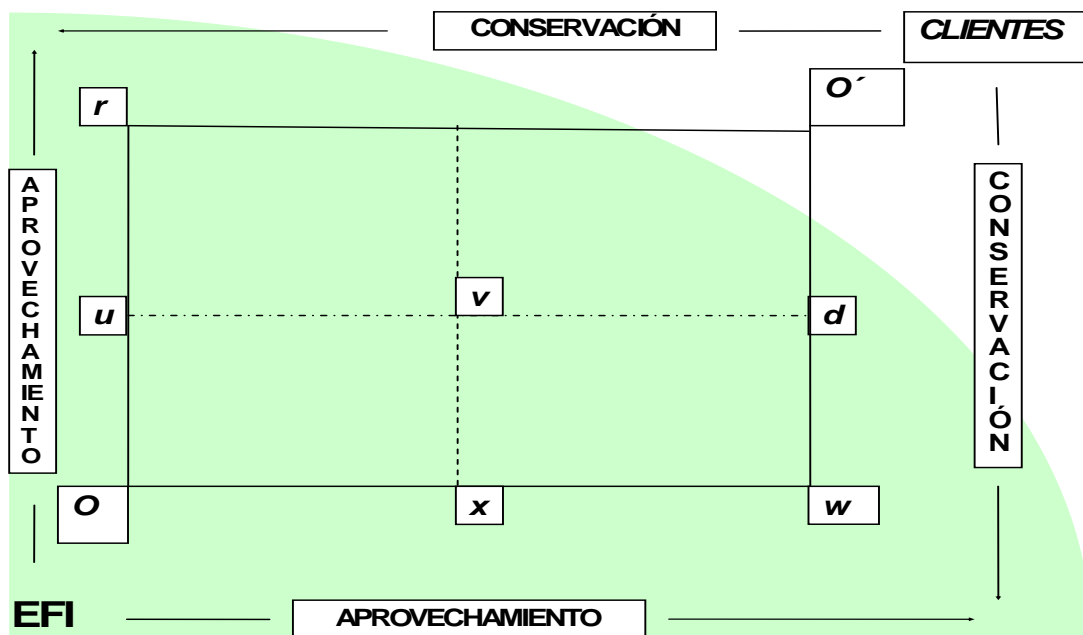 CONSERVACIÓN
CLIENTES
O´
r
APROVECHAMIENTO
CONSERVACIÓN
v
u
d
O
x
w
EFI
APROVECHAMIENTO